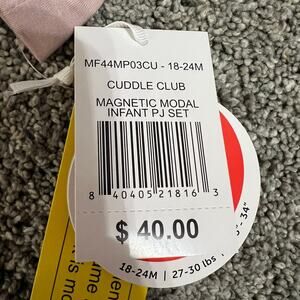 MF44MP03CU - 18-24M
CUDDLE CLUB
MAGNETIC MODAL
INFANT PJ SET
8 40405 21816 3
$ 40.00
34"
18-24M | 27-30 lbs |